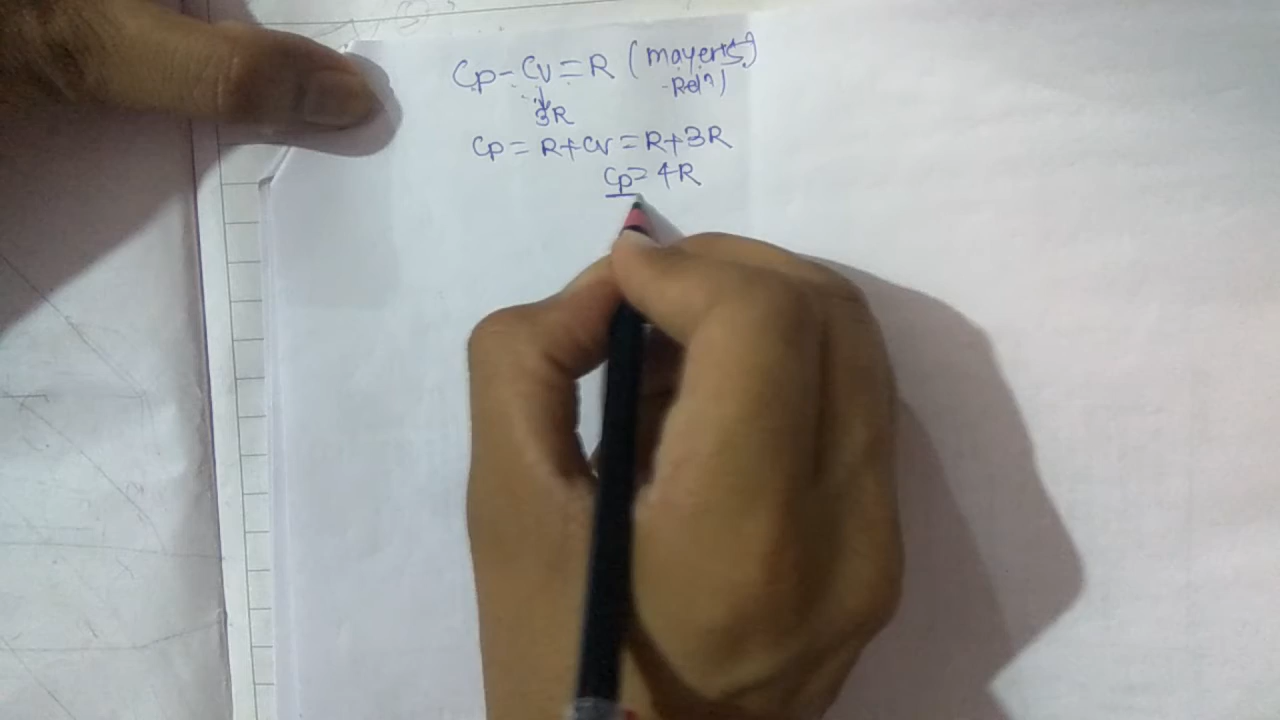 Cp - Cv = R (mayer's
Reln)
3R
Cp = R + Cv = R + 3R
Cp = 4R